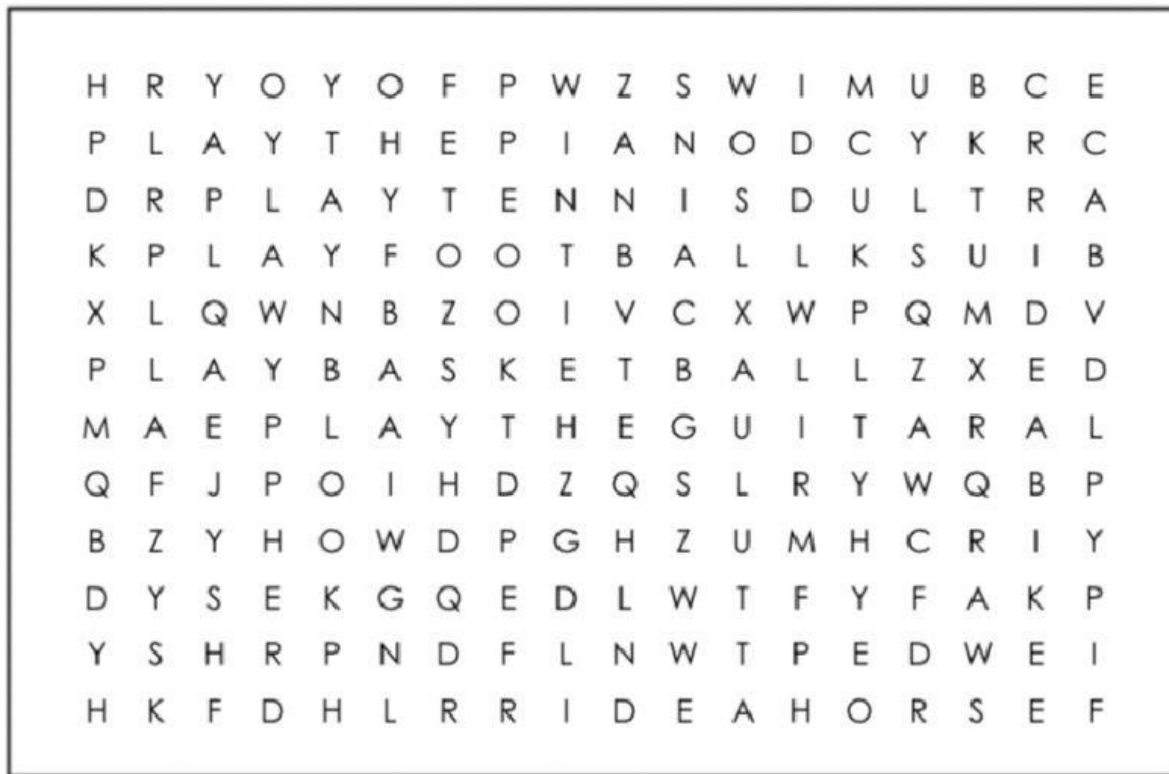 H R Y O Y O F P W Z S W I M U B C E
P L A Y T H E P I A N O D C Y K R C
D R P L A Y T E N N I S D U L T R A
K P L A Y F O O T B A L L K S U I B
X L Q W N B Z O I V C X W P Q M D V
P L A Y B A S K E T B A L L Z X E D
M A E P L A Y T H E G U I T A R A L
Q F J P O I H D Z Q S L R Y W Q B P
B Z Y H O W D P G H Z U M H C R I Y
D Y S E K G Q E D L W T F Y F A K P
Y S H R P N D F L N W T P E D W E I
H K F D H L R R I D E A H O R S E F